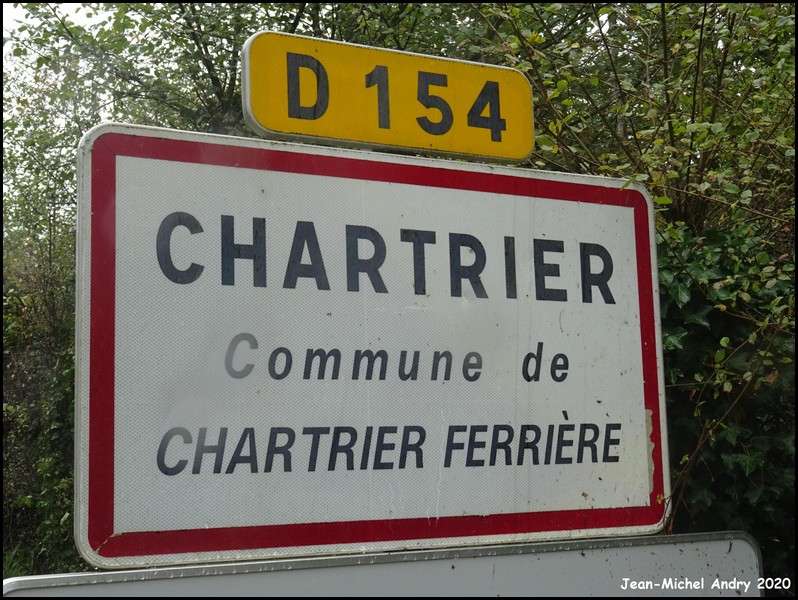 D 154
CHARTRIER
Commune de
CHARTRIER FERRIÈRE
Jean-Michel Andry 2020